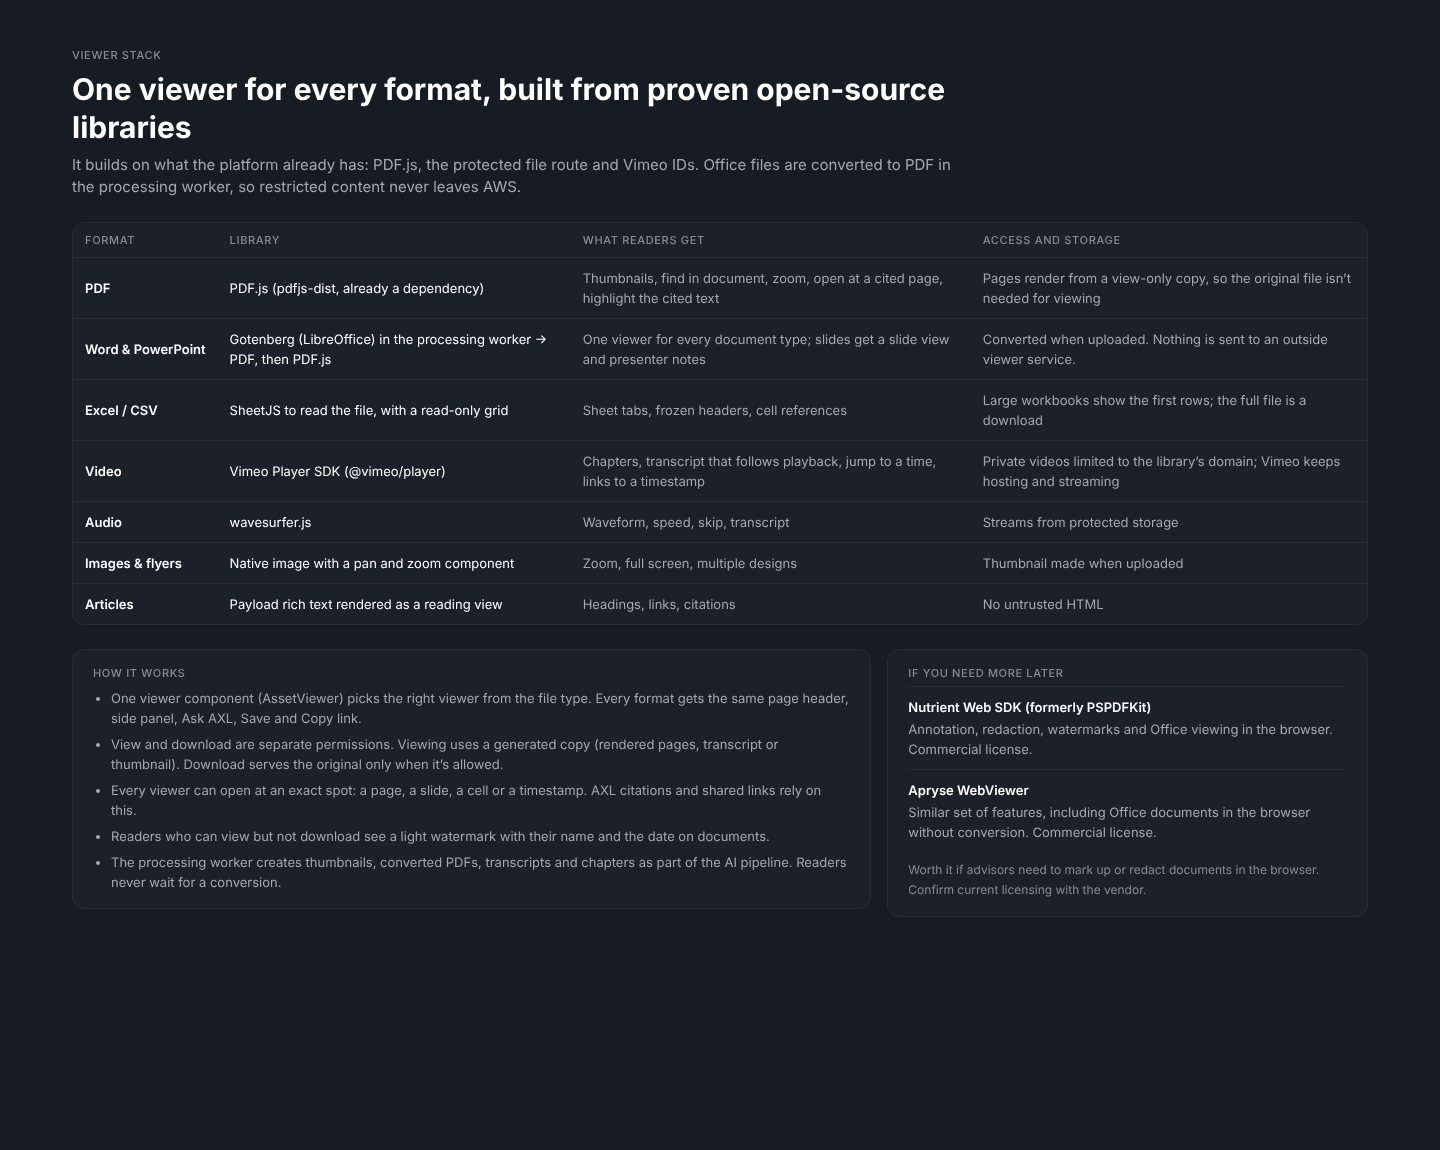 VIEWER STACK
One viewer for every format, built from proven open-source
libraries
It builds on what the platform already has: PDF.js, the protected file route and Vimeo IDs. Office files are converted to PDF in
the processing worker, so restricted content never leaves AWS.
FORMAT LIBRARY WHAT READERS GET ACCESS AND STORAGE
PDF PDF.js (pdfjs-dist, already a dependency) Thumbnails, find in document, zoom, open at a cited page,
highlight the cited text Pages render from a view-only copy, so the original file isn’t
needed for viewing
Word & PowerPoint Gotenberg (LibreOffice) in the processing worker →
PDF, then PDF.js One viewer for every document type; slides get a slide view
and presenter notes Converted when uploaded. Nothing is sent to an outside
viewer service.
Excel / CSV SheetJS to read the file, with a read-only grid Sheet tabs, frozen headers, cell references Large workbooks show the first rows; the full file is a
download
Video Vimeo Player SDK (@vimeo/player) Chapters, transcript that follows playback, jump to a time,
links to a timestamp Private videos limited to the library’s domain; Vimeo keeps
hosting and streaming
Audio wavesurfer.js Waveform, speed, skip, transcript Streams from protected storage
Images & flyers Native image with a pan and zoom component Zoom, full screen, multiple designs Thumbnail made when uploaded
Articles Payload rich text rendered as a reading view Headings, links, citations No untrusted HTML
HOW IT WORKS
• One viewer component (AssetViewer) picks the right viewer from the file type. Every format gets the same page header,
side panel, Ask AXL, Save and Copy link.
• View and download are separate permissions. Viewing uses a generated copy (rendered pages, transcript or
thumbnail). Download serves the original only when it’s allowed.
• Every viewer can open at an exact spot: a page, a slide, a cell or a timestamp. AXL citations and shared links rely on
this.
• Readers who can view but not download see a light watermark with their name and the date on documents.
• The processing worker creates thumbnails, converted PDFs, transcripts and chapters as part of the AI pipeline. Readers
never wait for a conversion.
IF YOU NEED MORE LATER
Nutrient Web SDK (formerly PSPDFKit)
Annotation, redaction, watermarks and Office viewing in the browser.
Commercial license.
Apryse WebViewer
Similar set of features, including Office documents in the browser
without conversion. Commercial license.
Worth it if advisors need to mark up or redact documents in the browser.
Confirm current licensing with the vendor.